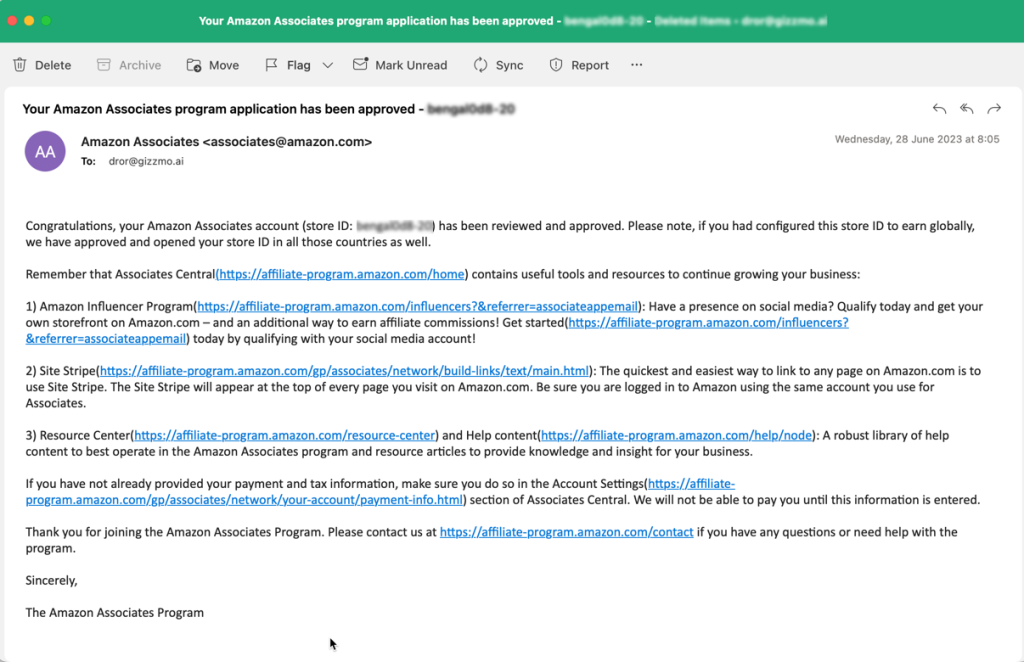 Your Amazon Associates program application has been approved -
Delete Archive Move Flag Mark Unread Sync Report ...
Your Amazon Associates program application has been approved -
AA
Amazon Associates <associates@amazon.com>
Wednesday, 28 June 2023 at 8:05
To: dror@gizzmo.ai
Congratulations, your Amazon Associates account (store ID: ) has been reviewed and approved. Please note, if you had configured this store ID to earn globally,
we have approved and opened your store ID in all those countries as well.
Remember that Associates Central(https://affiliate-program.amazon.com/home) contains useful tools and resources to continue growing your business:
1) Amazon Influencer Program(https://affiliate-program.amazon.com/influencers?&referrer=associateappemail): Have a presence on social media? Qualify today and get your
own storefront on Amazon.com – and an additional way to earn affiliate commissions! Get started(https://affiliate-program.amazon.com/influencers?
&referrer=associateappemail) today by qualifying with your social media account!
2) Site Stripe(https://affiliate-program.amazon.com/gp/associates/network/build-links/text/main.html): The quickest and easiest way to link to any page on Amazon.com is to
use Site Stripe. The Site Stripe will appear at the top of every page you visit on Amazon.com. Be sure you are logged in to Amazon using the same account you use for
Associates.
3) Resource Center(https://affiliate-program.amazon.com/resource-center) and Help content(https://affiliate-program.amazon.com/help/node): A robust library of help
content to best operate in the Amazon Associates program and resource articles to provide knowledge and insight for your business.
If you have not already provided your payment and tax information, make sure you do so in the Account Settings(https://affiliate-
program.amazon.com/gp/associates/network/your-account/payment-info.html) section of Associates Central. We will not be able to pay you until this information is entered.
Thank you for joining the Amazon Associates Program. Please contact us at https://affiliate-program.amazon.com/contact if you have any questions or need help with the
program.
Sincerely,
The Amazon Associates Program